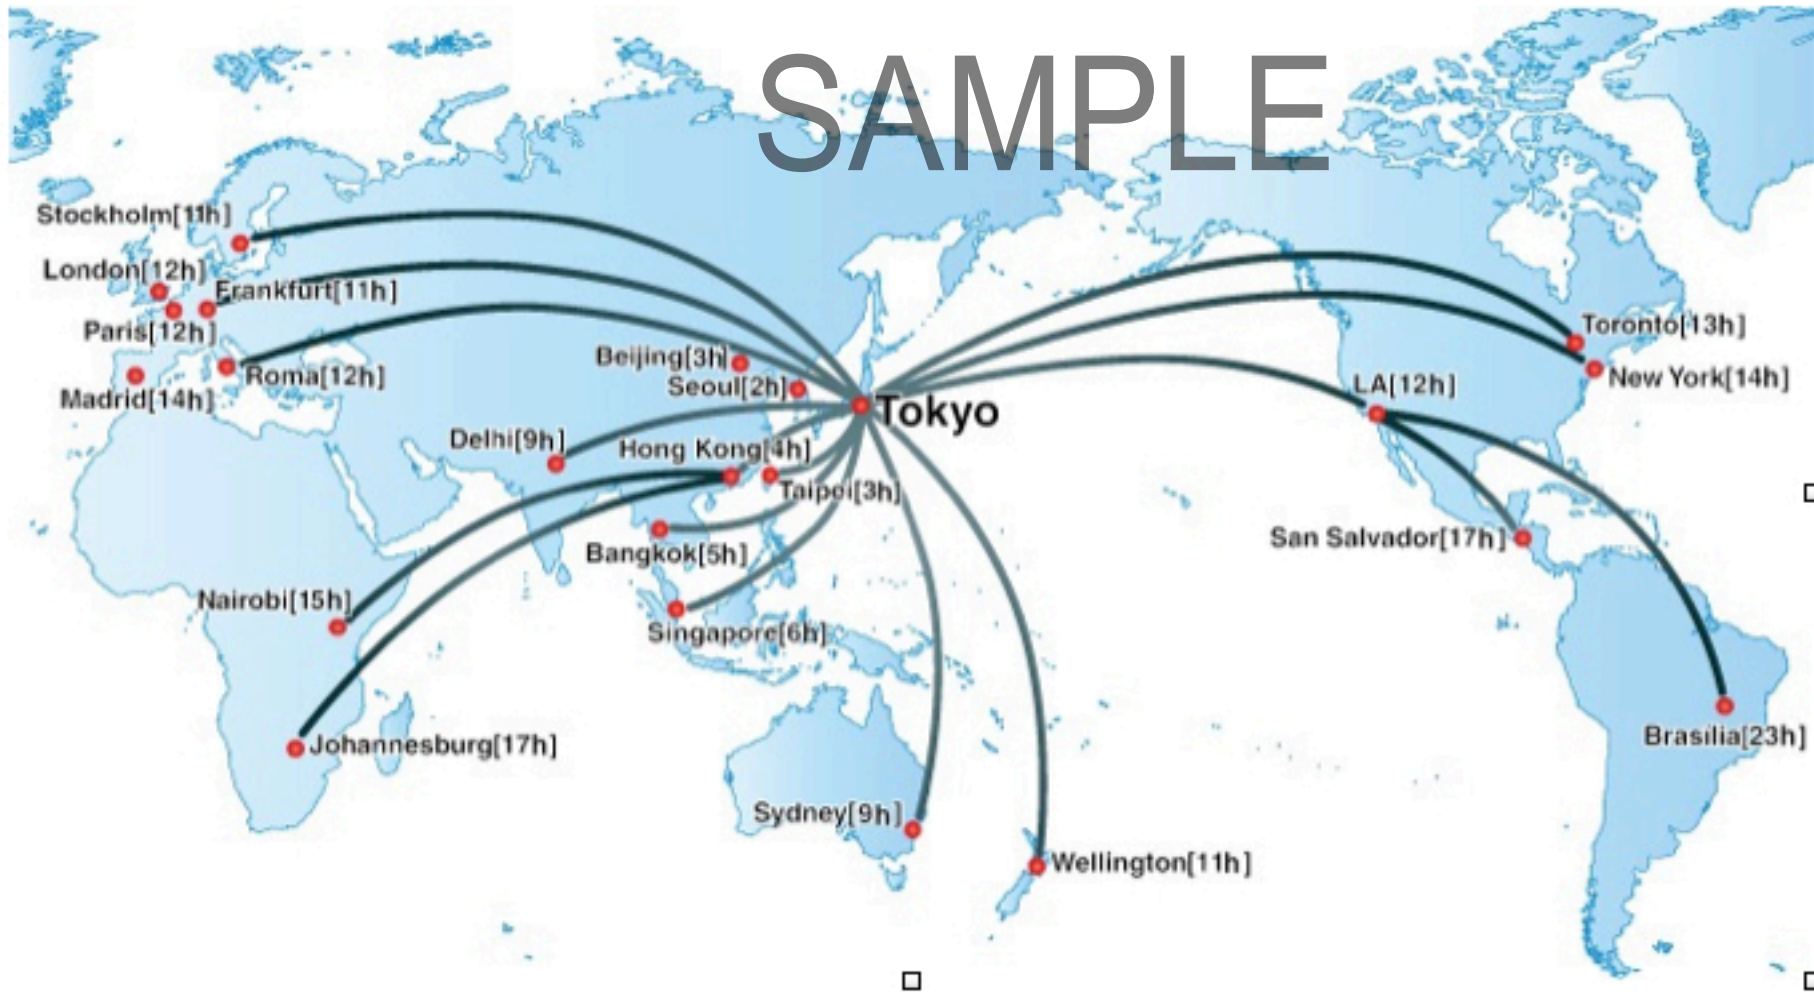 SAMPLE
Stockholm[11h]
London[12h]
Frankfurt[11h]
Paris[12h]
Roma[12h]
Madrid[14h]
Beijing[3h]
Seoul[2h]
Tokyo
Toronto[13h]
New York[14h]
LA[12h]
Delhi[9h]
Hong Kong[4h]
Taipei[3h]
Bangkok[5h]
San Salvador[17h]
Nairobi[15h]
Singapore[6h]
Johannesburg[17h]
Brasilia[23h]
Sydney[9h]
Wellington[11h]